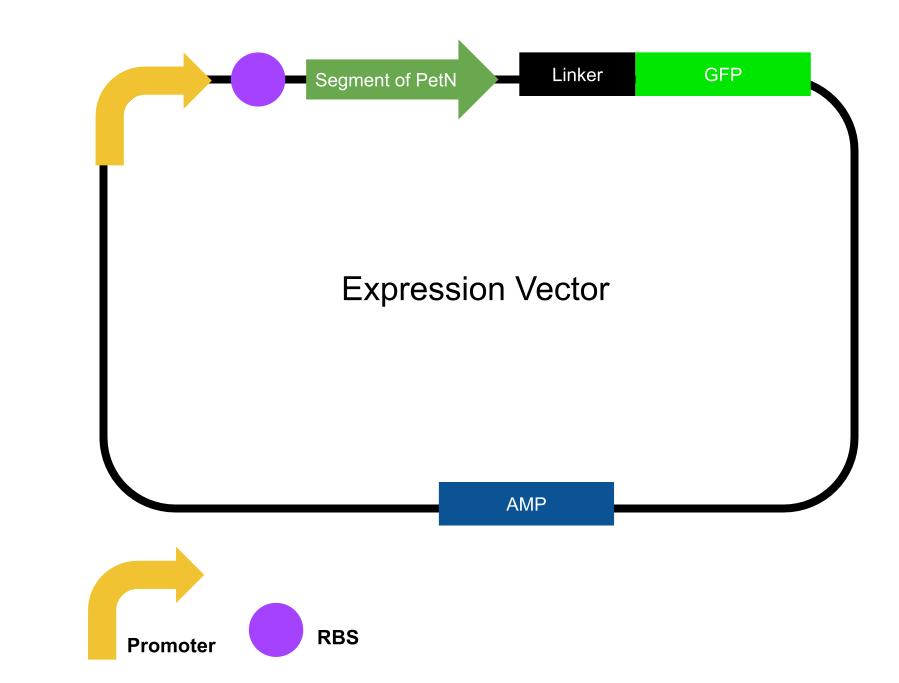 Segment of PetN
Linker
GFP
Expression Vector
AMP
Promoter
RBS